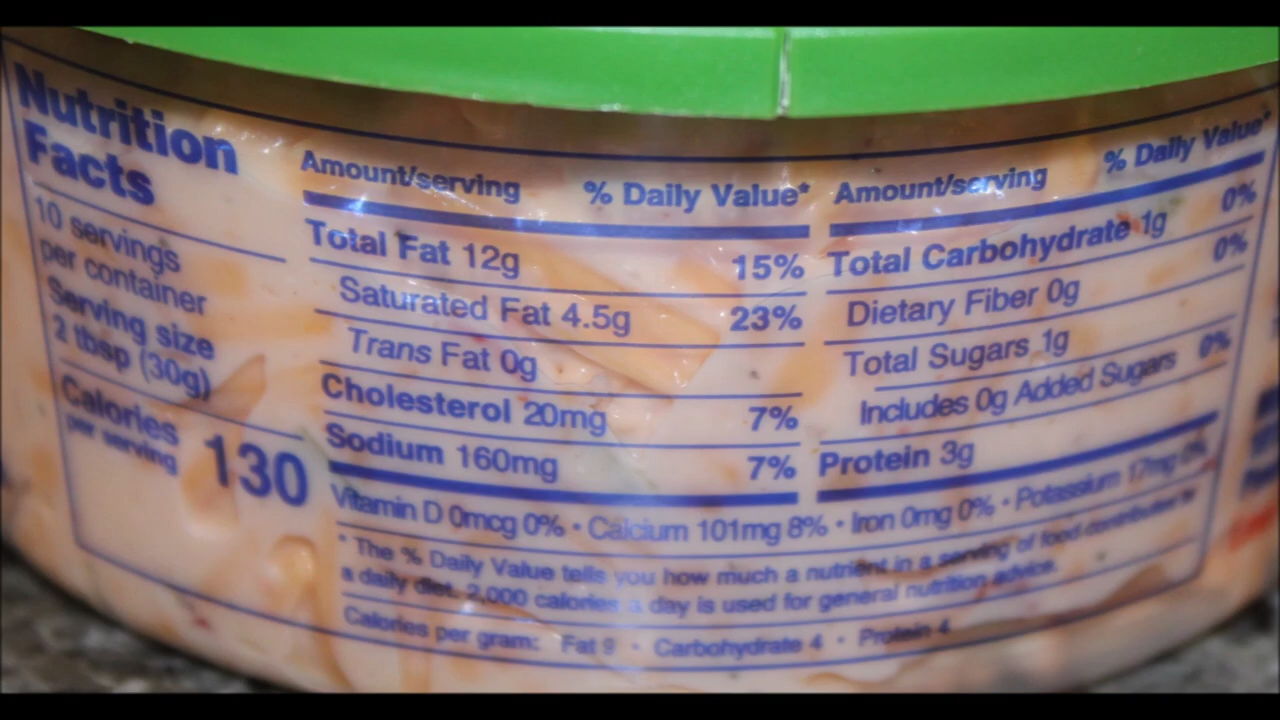 Nutrition
Facts
10 servings
per container
Serving size
2 tbsp (30g)
Calories
per serving
130
Amount/serving % Daily Value*
Total Fat 12g 15%
Saturated Fat 4.5g 23%
Trans Fat 0g
Cholesterol 20mg 7%
Sodium 160mg 7%
Amount/serving % Daily Value*
Total Carbohydrate 1g 0%
Dietary Fiber 0g 0%
Total Sugars 1g
Includes 0g Added Sugars 0%
Protein 3g
Vitamin D 0mcg 0% • Calcium 101mg 8% • Iron 0mg 0% • Potassium 17mg 0%
* The % Daily Value tells you how much a nutrient in a serving of food contributes to
a daily diet. 2,000 calories a day is used for general nutrition advice.
Calories per gram: Fat 9 • Carbohydrate 4 • Protein 4